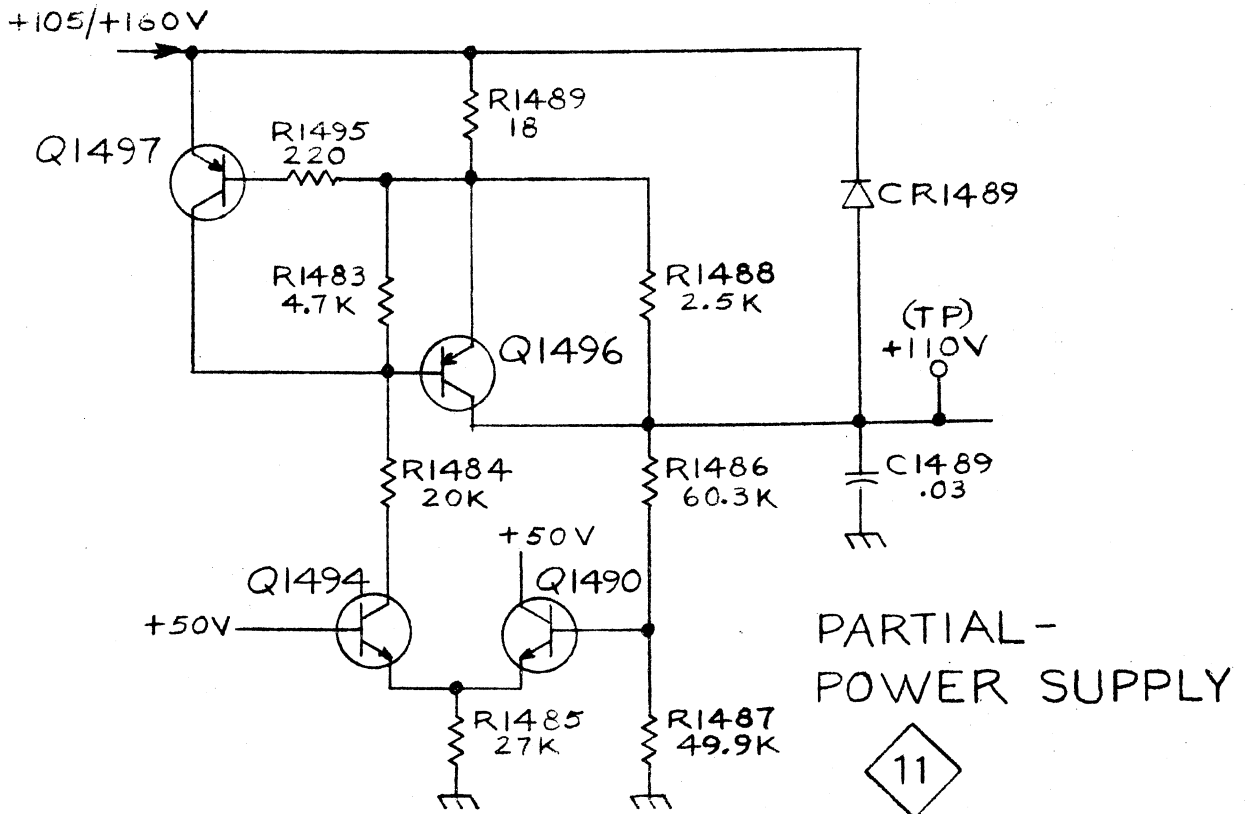 +105/+160V
R1489
18
Q1497
R1495
220
CR1489
R1483
4.7K
R1488
2.5K
(TP)
+110V
Q1496
R1484
20K
R1486
60.3K
C1489
.03
+50V
Q1494
Q1490
+50V
PARTIAL-
POWER SUPPLY
R1485
27K
R1487
49.9K
11